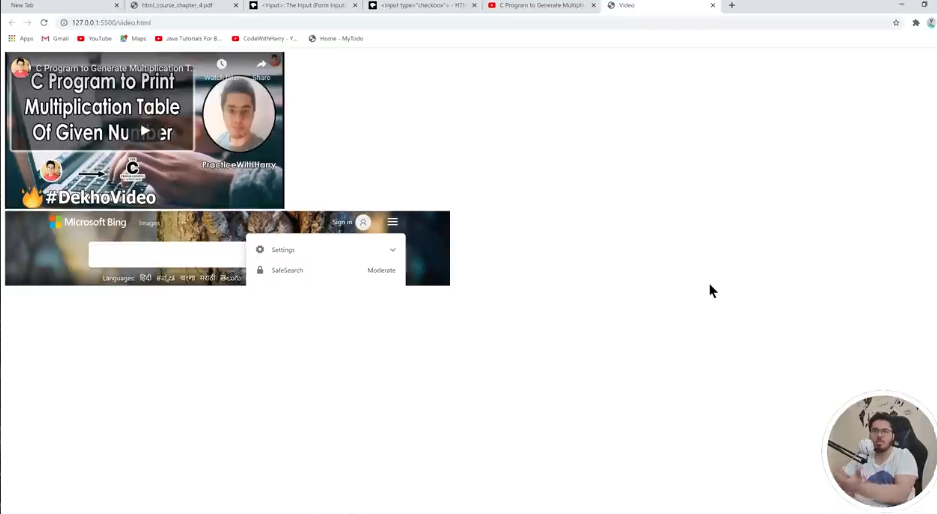 New Tab
html_course_chapter_4.pdf
<input>: The Input (Form Input)
<input type="checkbox"> - HT
C Program to Generate Multipl
Video
127.0.0.1:5500/video.html
Apps
Gmail
YouTube
Maps
Java Tutorials For B...
CodeWithHarry - Y...
Home - MyTodo
C Program to Generate Multiplication T...
Watch later
Share
C Program to Print
Multiplication Table
Of Given Number
PracticeWithHarry
C
#DekhoVideo
Microsoft Bing
Images
Sign in
Settings
SafeSearch
Moderate
Languages: हिंदी ಕನ್ನಡ বাংলা मराठी తెలుగు